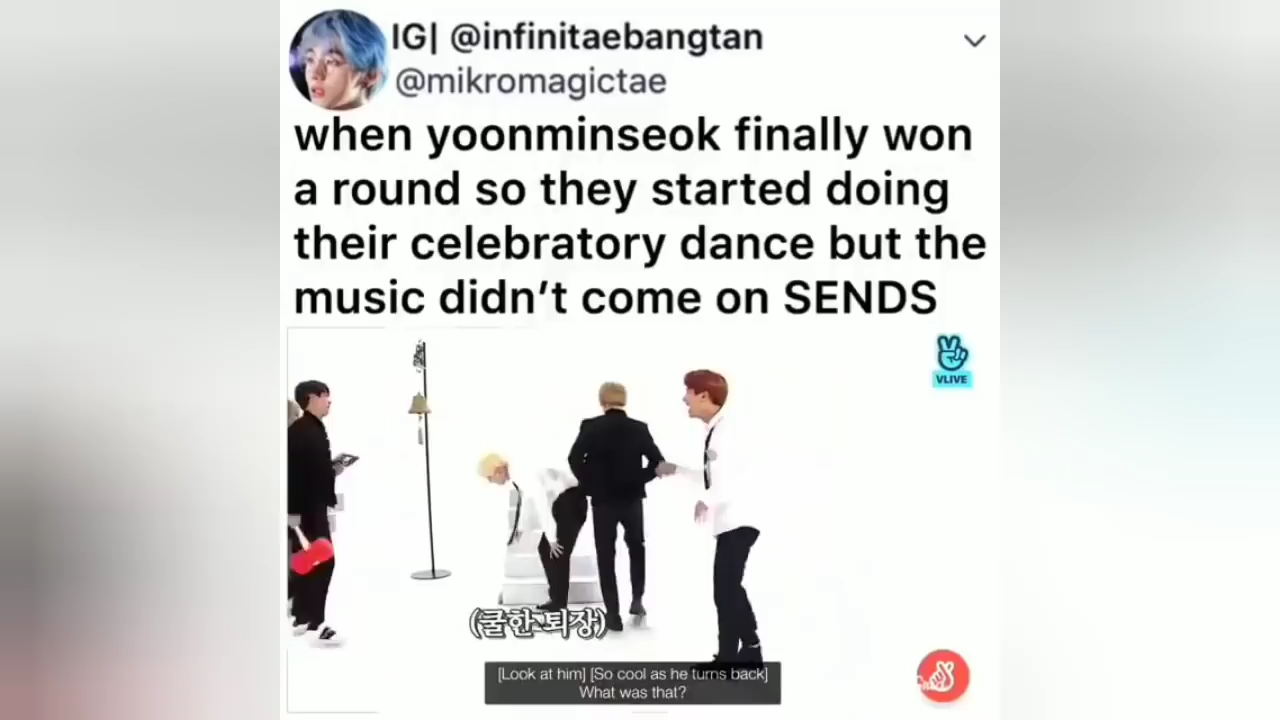 IG| @infinitaebangtan
@mikromagictae
when yoonminseok finally won
a round so they started doing
their celebratory dance but the
music didn’t come on SENDS
VLIVE
(쿨한 퇴장)
[Look at him] [So cool as he turns back]
What was that?